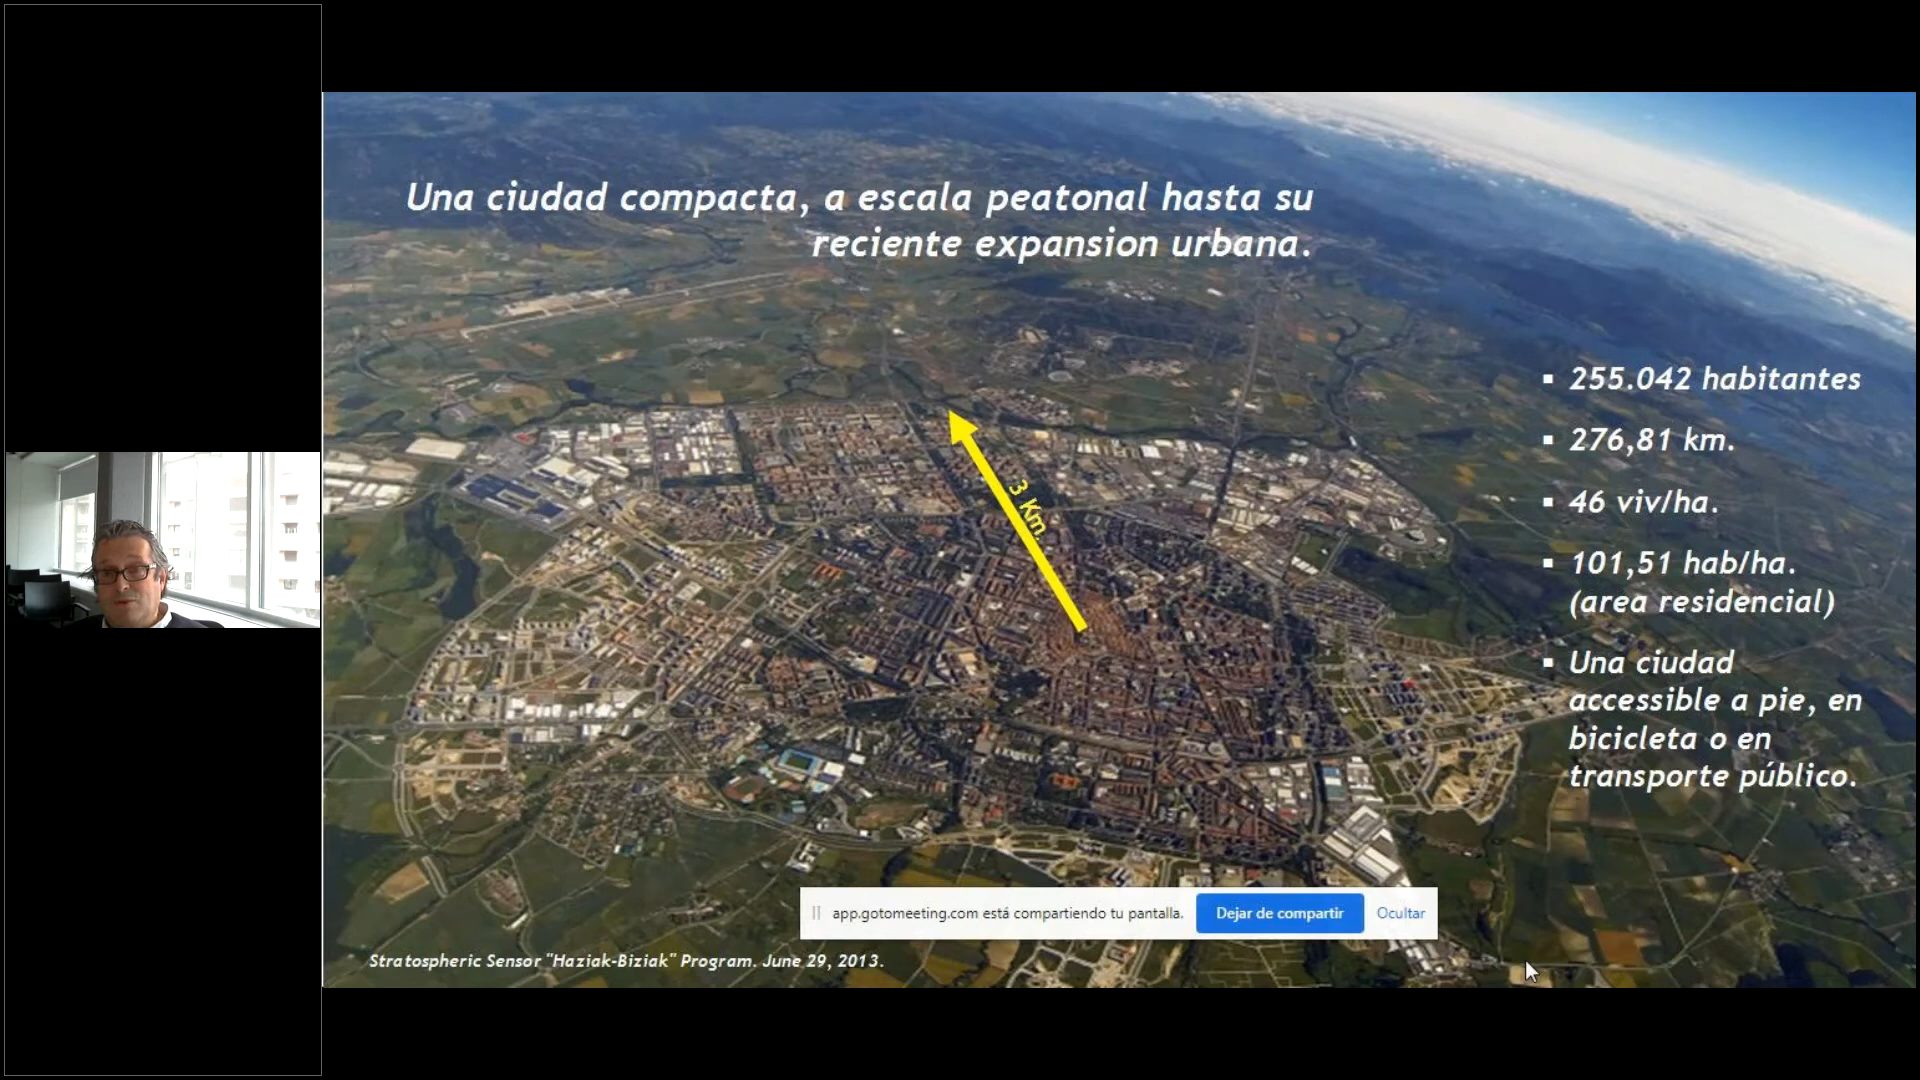 Una ciudad compacta, a escala peatonal hasta su
reciente expansion urbana.
3 Km.
▪ 255.042 habitantes
▪ 276,81 km.
▪ 46 viv/ha.
▪ 101,51 hab/ha.
(area residencial)
▪ Una ciudad
accessible a pie, en
bicicleta o en
transporte público.
app.gotomeeting.com está compartiendo tu pantalla.
Dejar de compartir
Ocultar
Stratospheric Sensor "Haziak-Biziak" Program. June 29, 2013.